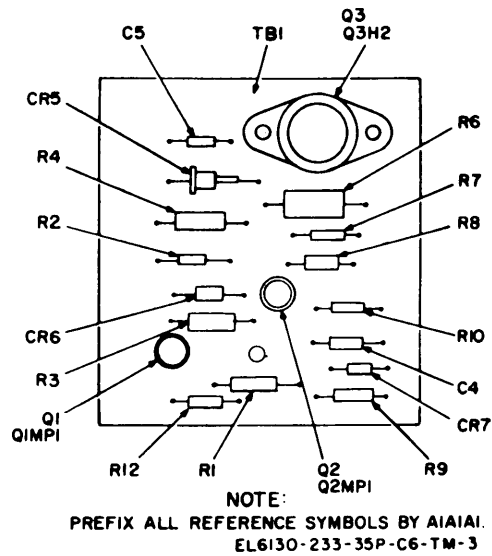 Q3
C5 TB1 Q3H2
CR5
R6
R4
R7
R2
R8
CR6
R10
R3
C4
Q1
Q1MP1
CR7
R12 R1 Q2 R9
Q2MP1
NOTE:
PREFIX ALL REFERENCE SYMBOLS BY A1A1A1.
EL6130-233-35P-C6-TM-3